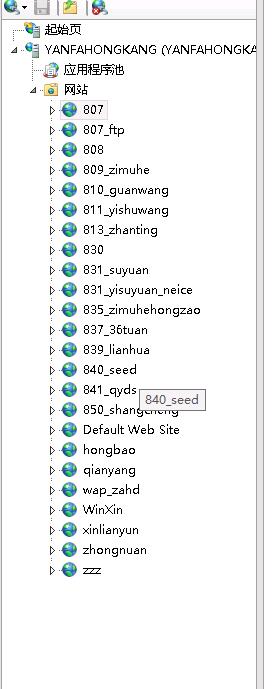 起始页
YANFAHONGKANG (YANFAHONGKA
应用程序池
网站
807
807_ftp
808
809_zimuhe
810_guanwang
811_yishuwang
813_zhanting
830
831_suyuan
831_yisuyuan_neice
835_zimuhehongzao
837_36tuan
839_lianhua
840_seed
841_qyds
840_seed
850_shangcheng
Default Web Site
hongbao
qianyang
wap_zahd
WinXin
xinlianyun
zhongnuan
zzz